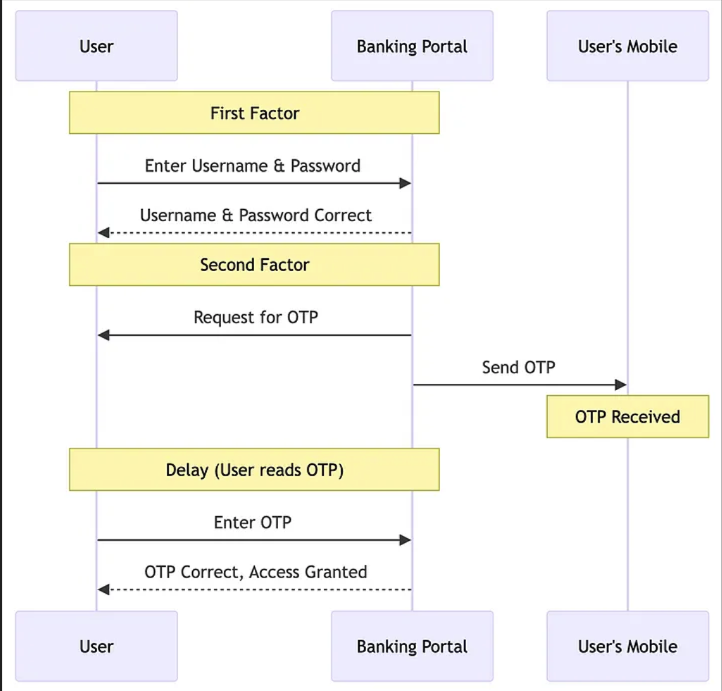 User
Banking Portal
User's Mobile
First Factor
Enter Username & Password
Username & Password Correct
Second Factor
Request for OTP
Send OTP
OTP Received
Delay (User reads OTP)
Enter OTP
OTP Correct, Access Granted
User
Banking Portal
User's Mobile